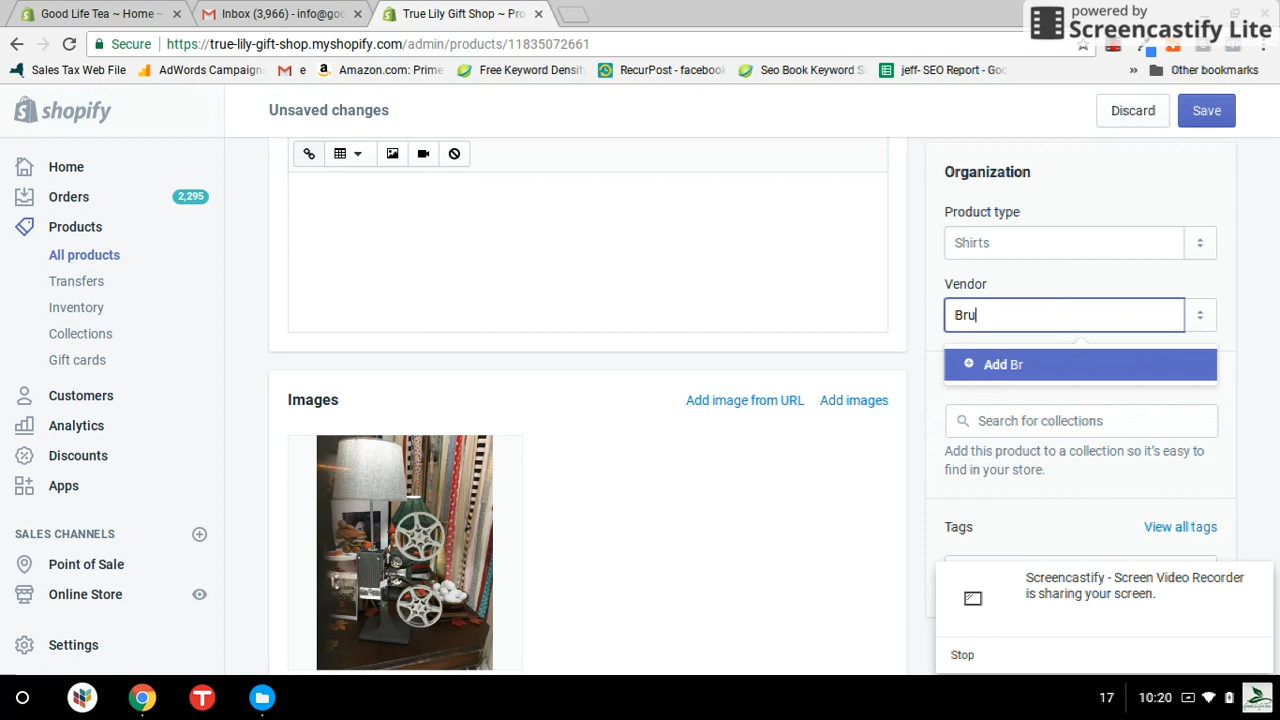 Good Life Tea ~ Home ~
Inbox (3,966) - info@go
True Lily Gift Shop ~ Pro
powered by
Screencastify Lite
Secure
https://true-lily-gift-shop.myshopify.com/admin/products/11835072661
Sales Tax Web File
AdWords Campaign
e
Amazon.com: Prime
Free Keyword Densit
RecurPost - facebook
Seo Book Keyword S
jeff- SEO Report - Goo
»
Other bookmarks
shopify
Unsaved changes
Discard
Save
Home
Orders
2,295
Products
All products
Transfers
Inventory
Collections
Gift cards
Customers
Analytics
Discounts
Apps
SALES CHANNELS
Point of Sale
Online Store
Settings
Images
Add image from URL
Add images
Organization
Product type
Shirts
Vendor
Bru
Add Br
Search for collections
Add this product to a collection so it's easy to
find in your store.
Tags
View all tags
Screencastify - Screen Video Recorder
is sharing your screen.
Stop
17
10:20